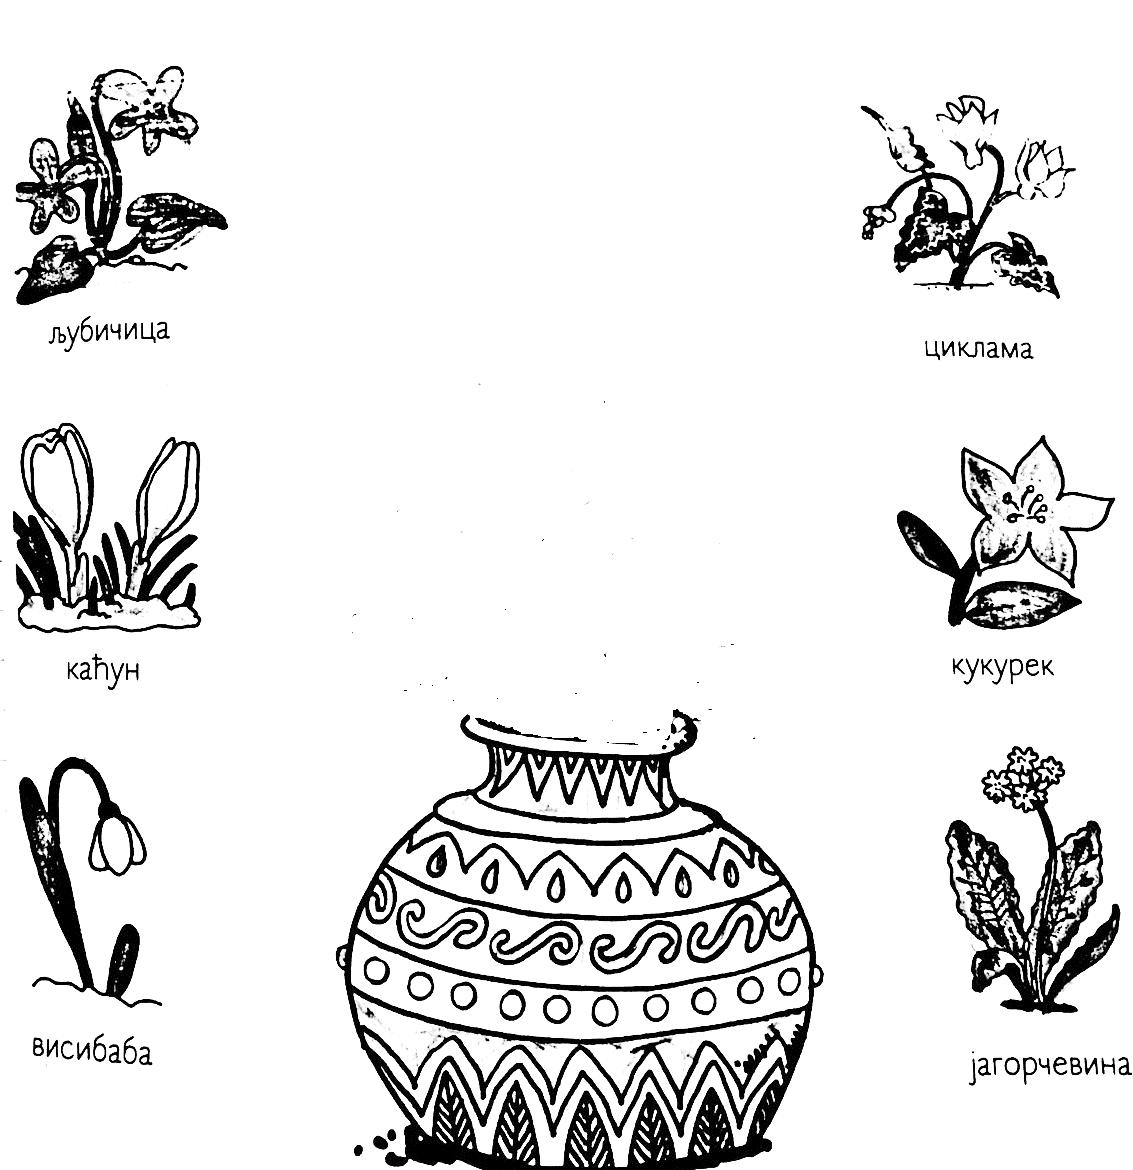 љубичица
циклама
каћун
кукурек
висибаба
јагорчевина